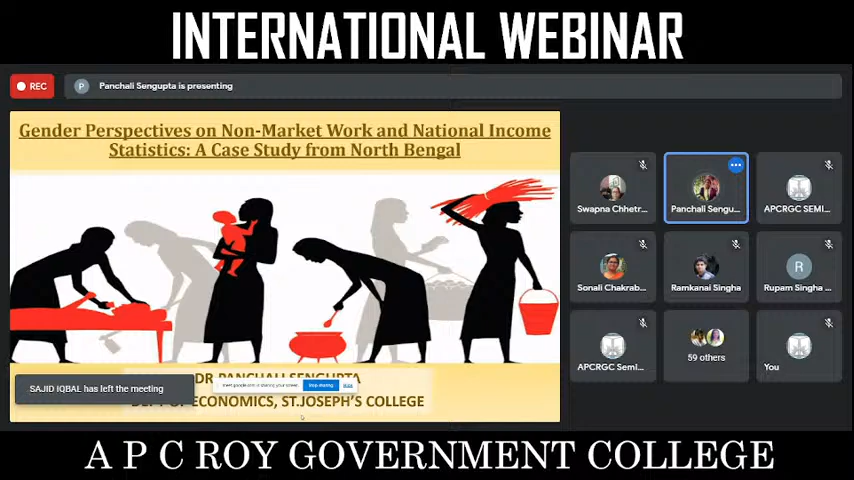 INTERNATIONAL WEBINAR
REC
P
Panchali Sengupta is presenting
Gender Perspectives on Non-Market Work and National Income
Statistics: A Case Study from North Bengal
DR PANCHALI SENGUPTA
ECONOMICS, ST.JOSEPH'S COLLEGE
SAJID IQBAL has left the meeting
Stop sharing
Swapna Chhetr...
Panchali Sengu...
APCRGC SEMI...
Sonali Chakrab...
Ramkanai Singha
R
Rupam Singha ...
APCRGC Semi...
59 others
You
A P C ROY GOVERNMENT COLLEGE